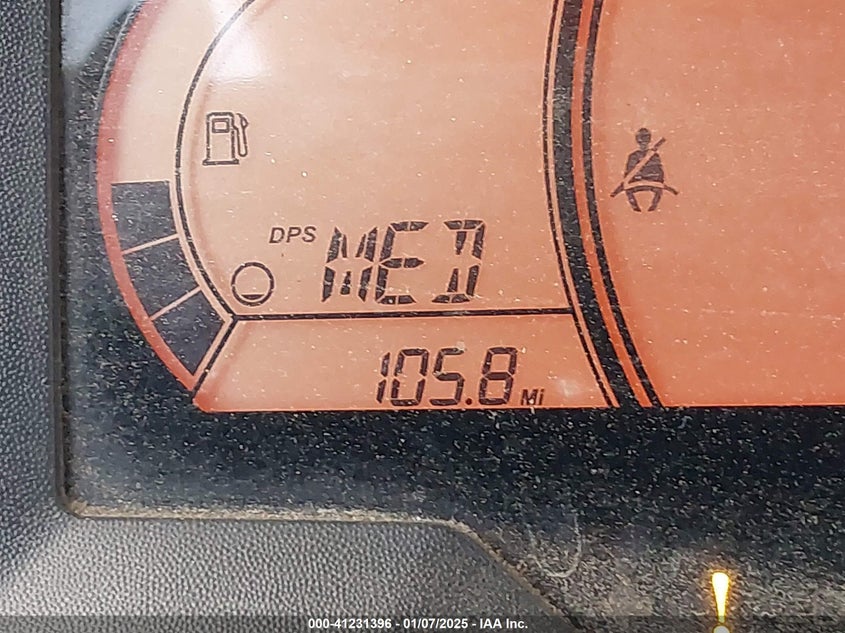 DPS MED
105.8 Mi
000-41231396 - 01/07/2025 - IAA Inc.